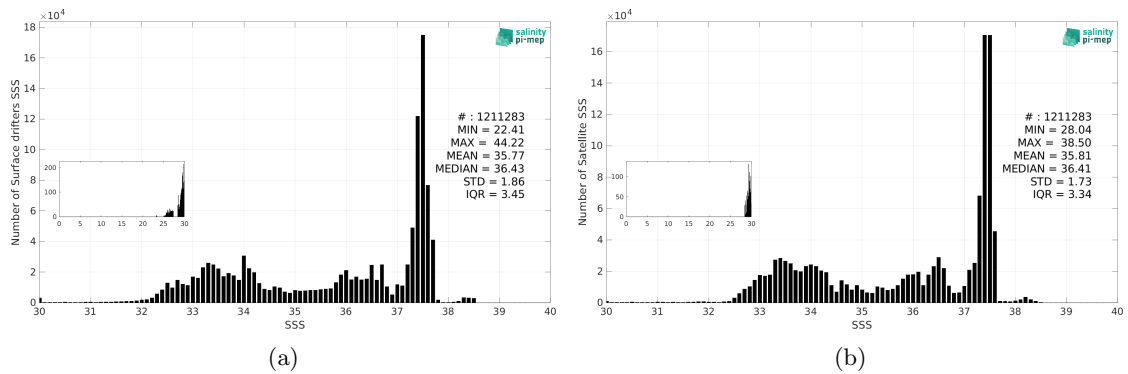 ×10⁴
18
16
14
12
10
8
6
4
2
0
Number of Surface drifters SSS
salinity
pi-mep
# : 1211283
MIN = 22.41
MAX = 44.22
MEAN = 35.77
MEDIAN = 36.43
STD = 1.86
IQR = 3.45
200
100
0
0 5 10 15 20 25 30
30 31 32 33 34 35 36 37 38 39 40
SSS
(a)
×10⁴
16
14
12
10
8
6
4
2
0
Number of Satellite SSS
salinity
pi-mep
# : 1211283
MIN = 28.04
MAX = 38.50
MEAN = 35.81
MEDIAN = 36.41
STD = 1.73
IQR = 3.34
100
50
0
0 5 10 15 20 25 30
30 31 32 33 34 35 36 37 38 39 40
SSS
(b)